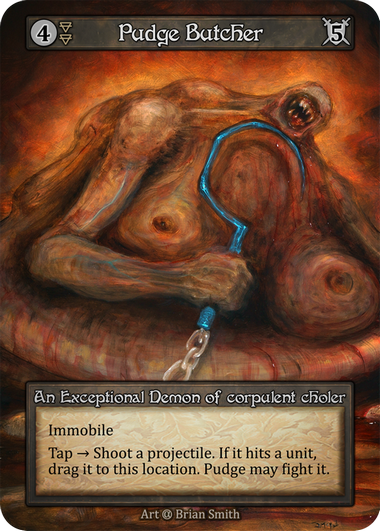 4 Pudge Butcher 5
An Exceptional Demon of corpulent choler
Immobile
Tap → Shoot a projectile. If it hits a unit,
drag it to this location. Pudge may fight it.
Art @ Brian Smith